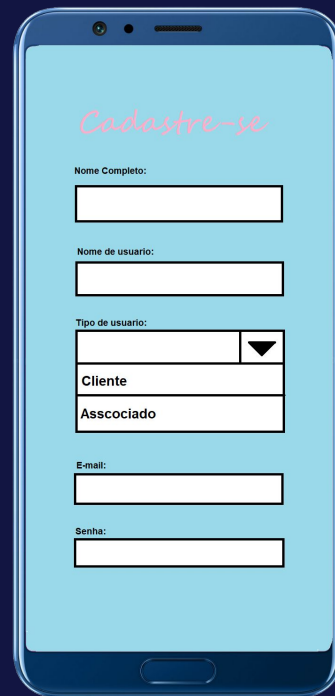 Cadastre-se
Nome Completo:
Nome de usuario:
Tipo de usuario:
Cliente
Asscociado
E-mail:
Senha: